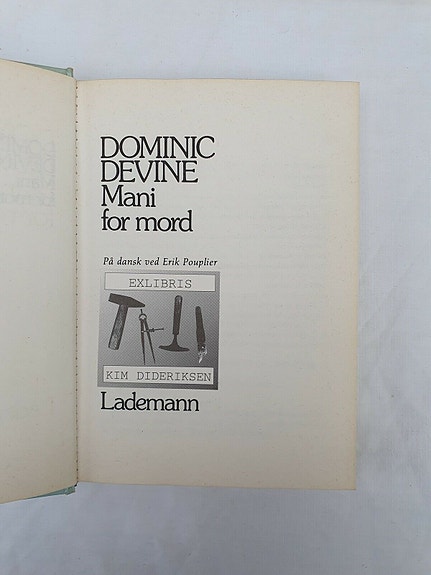 DOMINIC
DEVINE
Mani
for mord
På dansk ved Erik Pouplier
EXLIBRIS
KIM DIDERIKSEN
Lademann